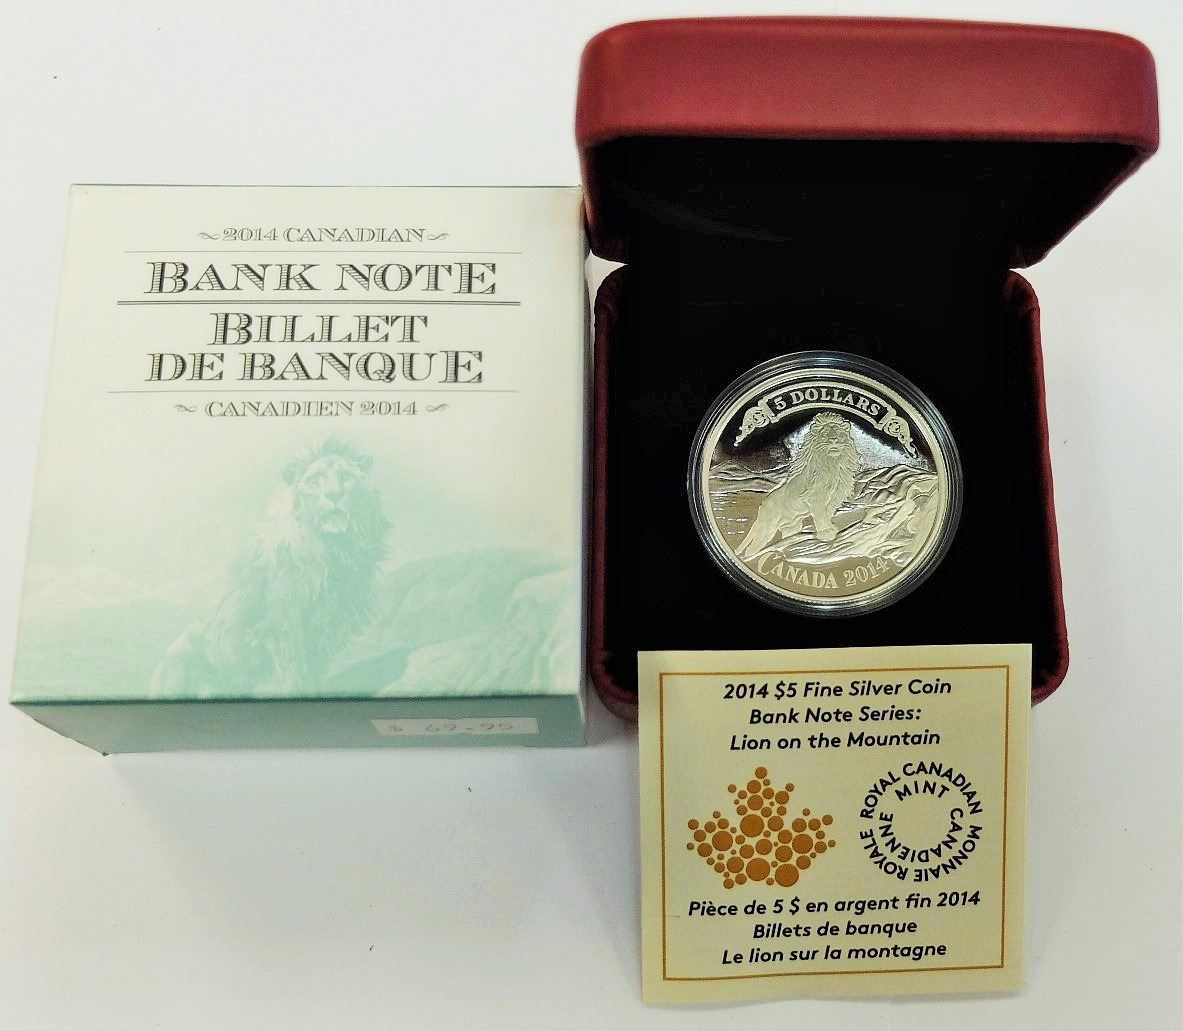 ~2014 CANADIAN~
BANK NOTE
BILLET
DE BANQUE
~CANADIEN 2014~
$ 69.95
5 DOLLARS
CANADA 2014
2014 $5 Fine Silver Coin
Bank Note Series:
Lion on the Mountain
ROYAL CANADIAN MINT
MONNAIE ROYALE CANADIENNE
Pièce de 5 $ en argent fin 2014
Billets de banque
Le lion sur la montagne